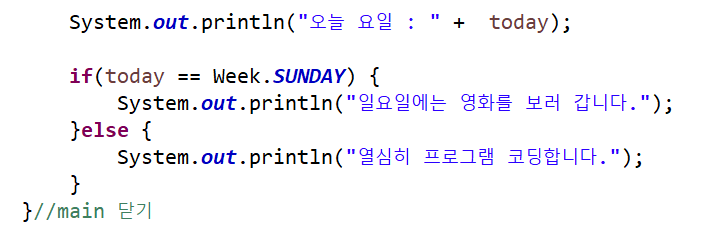 System.out.println("오늘 요일 : " +  today);
if(today == Week.SUNDAY) {
System.out.println("일요일에는 영화를 보러 갑니다.");
}else {
System.out.println("열심히 프로그램 코딩합니다.");
}
}//main 닫기